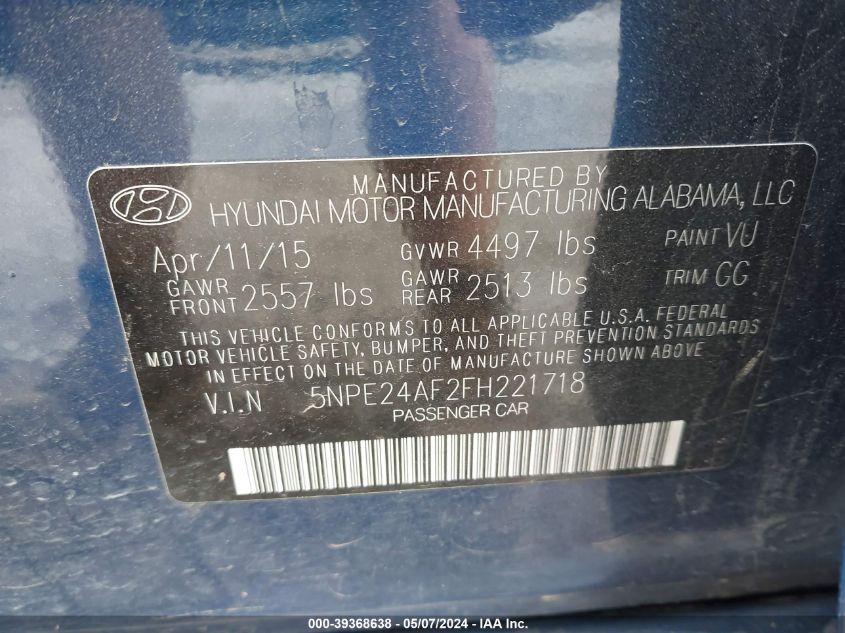 MANUFACTURED BY
HYUNDAI MOTOR MANUFACTURING ALABAMA, LLC
Apr/11/15 GVWR 4497 lbs PAINT VU
GAWR FRONT 2557 lbs GAWR REAR 2513 lbs TRIM GG
THIS VEHICLE CONFORMS TO ALL APPLICABLE U.S.A. FEDERAL
MOTOR VEHICLE SAFETY, BUMPER, AND THEFT PREVENTION STANDARDS
IN EFFECT ON THE DATE OF MANUFACTURE SHOWN ABOVE
V.I.N 5NPE24AF2FH221718
PASSENGER CAR
000-39368638 - 05/07/2024 - IAA Inc.